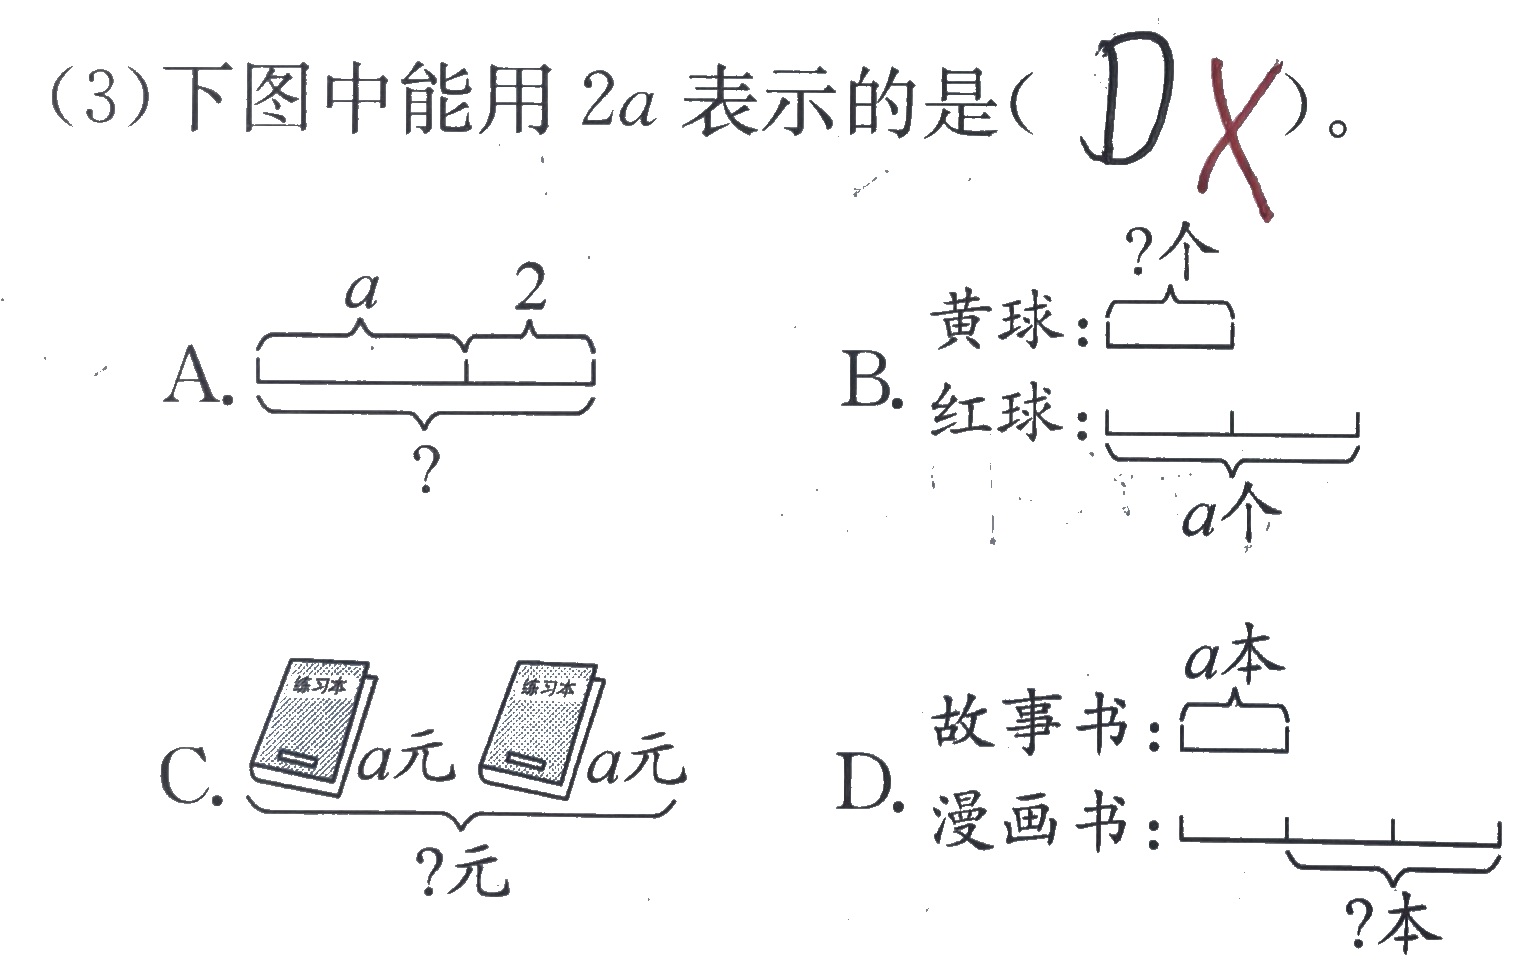 (3)下图中能用 2a 表示的是( D X )。
A. a 2 ?
B. 黄球: ?个
红球: a个
C. 练习本 a元 练习本 a元 ?元
D. 故事书: a本
漫画书: ?本